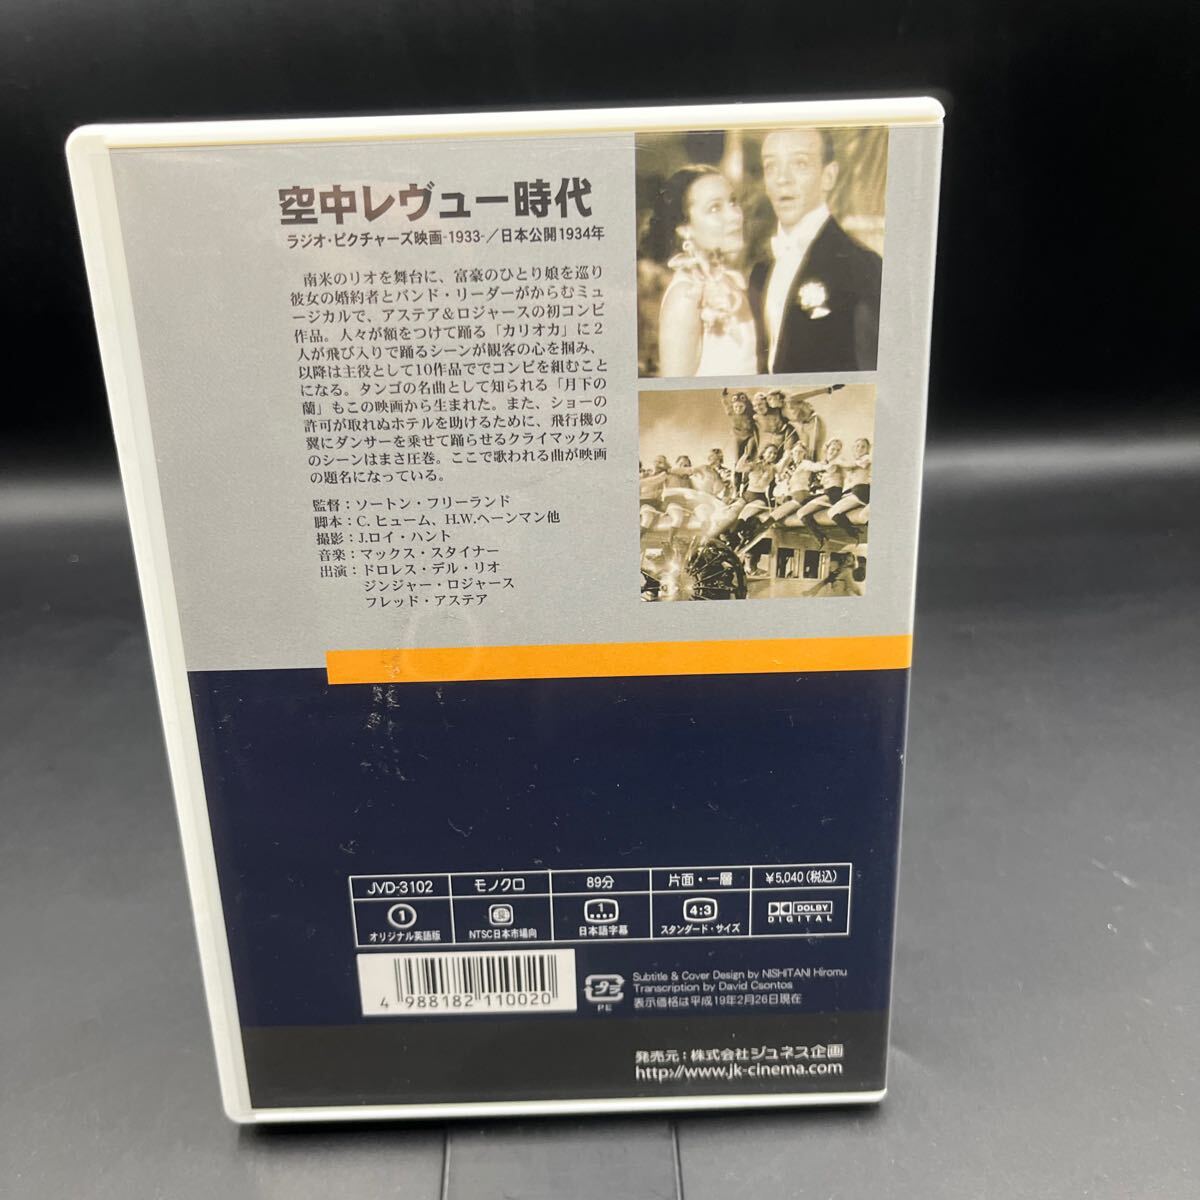 空中レヴュー時代
ラジオ・ピクチャーズ映画-1933-／日本公開1934年
南米のリオを舞台に、富豪のひとり娘を巡り
彼女の婚約者とバンド・リーダーがからむミュ
ージカルで、アステア＆ロジャースの初コンビ
作品。人々が額をつけて踊る「カリオカ」に２
人が飛び入りで踊るシーンが観客の心を掴み、
以降は主役として10作品ででコンビを組むこと
になる。タンゴの名曲として知られる「月下の
蘭」もこの映画から生まれた。また、ショーの
許可が取れぬホテルを助けるために、飛行機の
翼にダンサーを乗せて踊らせるクライマックス
のシーンはまさ圧巻。ここで歌われる曲が映画
の題名になっている。
監督：ソートン・フリーランド
脚本：C. ヒューム、H.W.ヘーンマン他
撮影：J.ロイ・ハント
音楽：マックス・スタイナー
出演：ドロレス・デル・リオ
ジンジャー・ロジャース
フレッド・アステア
JVD-3102 モノクロ 89分 片面・一層 ￥5,040(税込)
1 2 1 4:3 DOLBY
DIGITAL
オリジナル英語版 NTSC日本市場向 日本語字幕 スタンダード・サイズ
4 988182 110020
プラ
PE
Subtitle & Cover Design by NISHITANI Hiromu
Transcription by David Csontos
表示価格は平成19年2月26日現在
発売元：株式会社ジュネス企画
http://www.jk-cinema.com